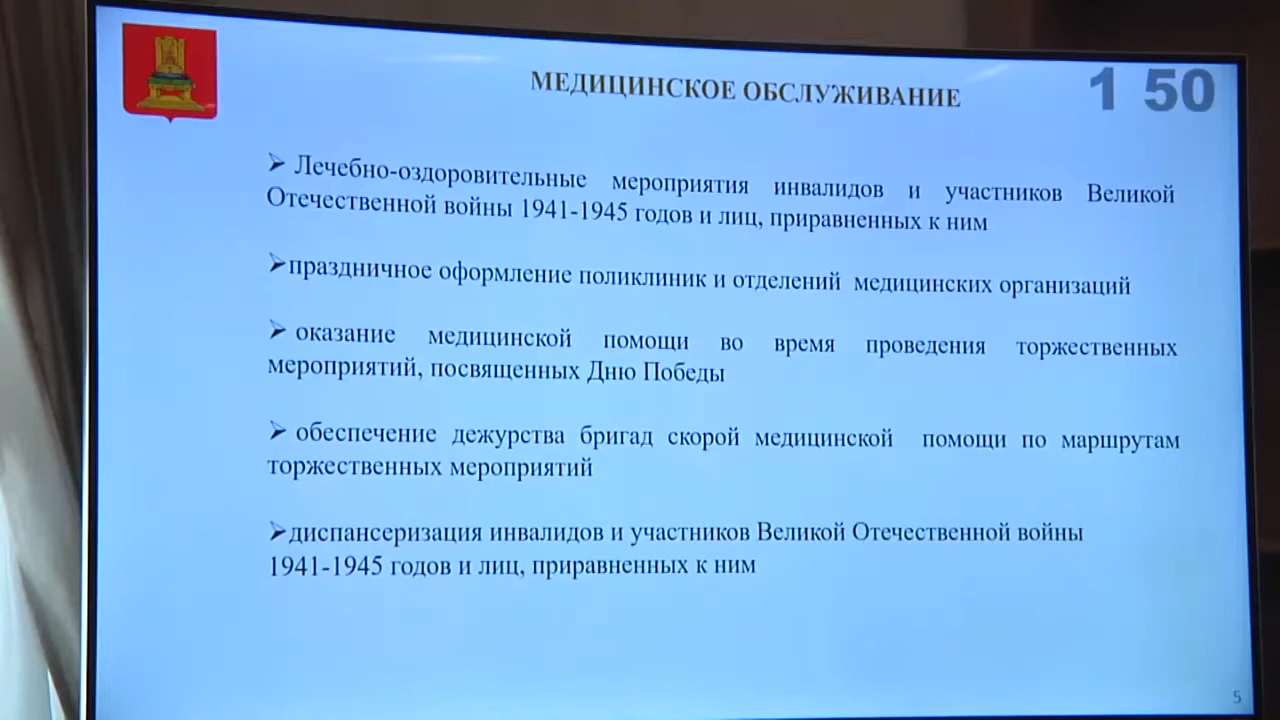 МЕДИЦИНСКОЕ ОБСЛУЖИВАНИЕ
1 50
➢ Лечебно-оздоровительные мероприятия инвалидов и участников Великой
Отечественной войны 1941-1945 годов и лиц, приравненных к ним
➢праздничное оформление поликлиник и отделений медицинских организаций
➢ оказание медицинской помощи во время проведения торжественных
мероприятий, посвященных Дню Победы
➢ обеспечение дежурства бригад скорой медицинской помощи по маршрутам
торжественных мероприятий
➢диспансеризация инвалидов и участников Великой Отечественной войны
1941-1945 годов и лиц, приравненных к ним
5